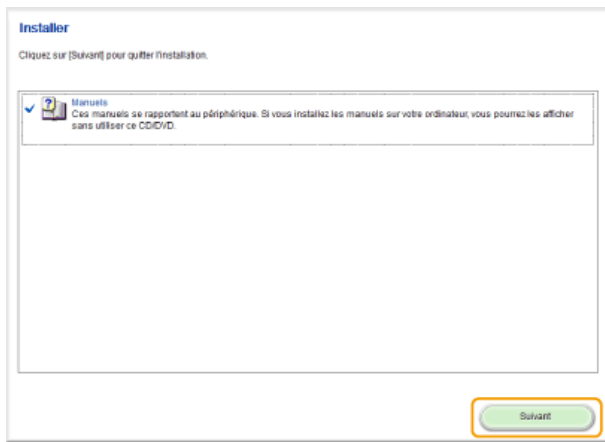 Installer
Cliquez sur [Suivant] pour quitter l'installation.
Manuels
Ces manuels se rapportent au périphérique. Si vous installez les manuels sur votre ordinateur, vous pourrez les afficher
sans utiliser ce CD/DVD.
Suivant